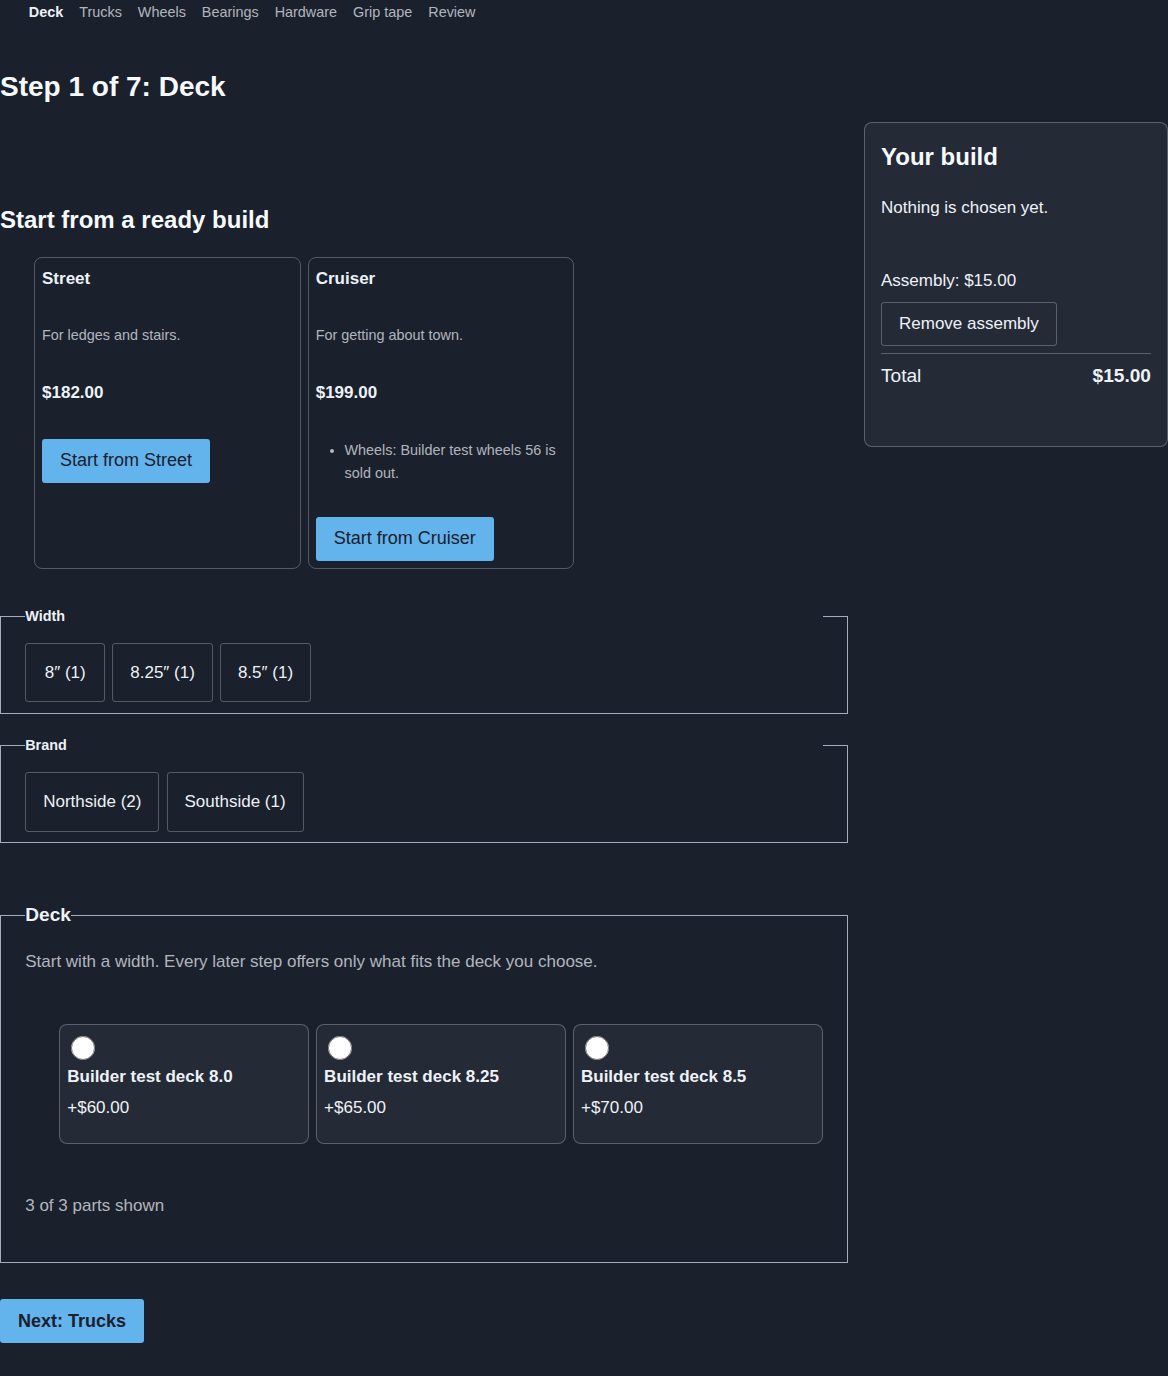 Deck Trucks Wheels Bearings Hardware Grip tape Review
Step 1 of 7: Deck
Start from a ready build
Street
For ledges and stairs.
$182.00
Start from Street
Cruiser
For getting about town.
$199.00
Wheels: Builder test wheels 56 is
sold out.
Start from Cruiser
Width
8″ (1) 8.25″ (1) 8.5″ (1)
Brand
Northside (2) Southside (1)
Deck
Start with a width. Every later step offers only what fits the deck you choose.
Builder test deck 8.0
+$60.00
Builder test deck 8.25
+$65.00
Builder test deck 8.5
+$70.00
3 of 3 parts shown
Next: Trucks
Your build
Nothing is chosen yet.
Assembly: $15.00
Remove assembly
Total $15.00